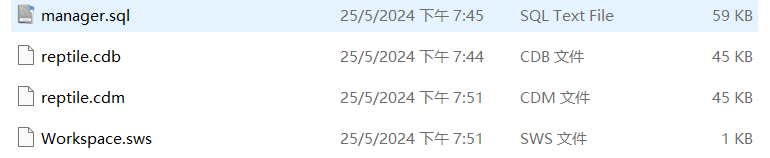 manager.sql 25/5/2024 下午 7:45 SQL Text File 59 KB
reptile.cdb 25/5/2024 下午 7:44 CDB 文件 45 KB
reptile.cdm 25/5/2024 下午 7:51 CDM 文件 45 KB
Workspace.sws 25/5/2024 下午 7:51 SWS 文件 1 KB